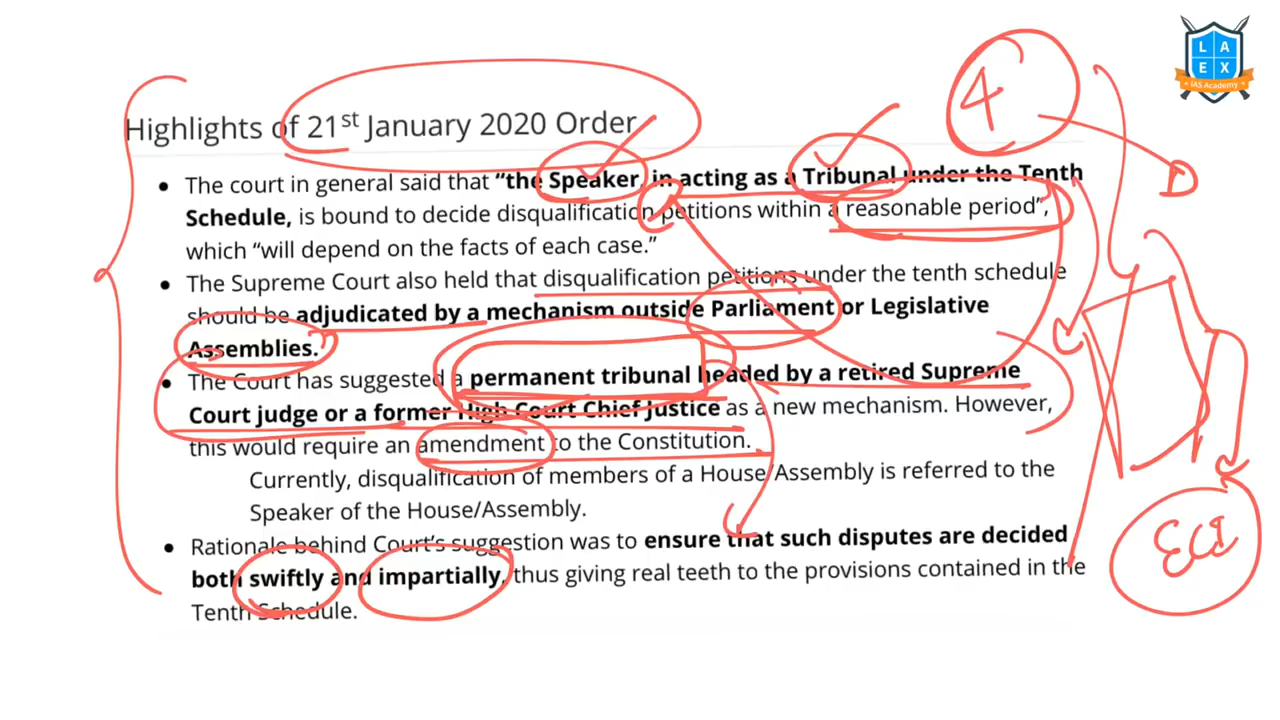 L A
E X
IAS Academy
4
D
Highlights of 21st January 2020 Order
• The court in general said that “the Speaker, in acting as a Tribunal under the Tenth
Schedule, is bound to decide disqualification petitions within a reasonable period”,
which “will depend on the facts of each case.”
• The Supreme Court also held that disqualification petitions under the tenth schedule
should be adjudicated by a mechanism outside Parliament or Legislative
Assemblies.”
• The Court has suggested a permanent tribunal headed by a retired Supreme
Court judge or a former High Court Chief Justice as a new mechanism. However,
this would require an amendment to the Constitution.
Currently, disqualification of members of a House/Assembly is referred to the
Speaker of the House/Assembly.
• Rationale behind Court’s suggestion was to ensure that such disputes are decided
both swiftly and impartially, thus giving real teeth to the provisions contained in the
Tenth Schedule.
ECI